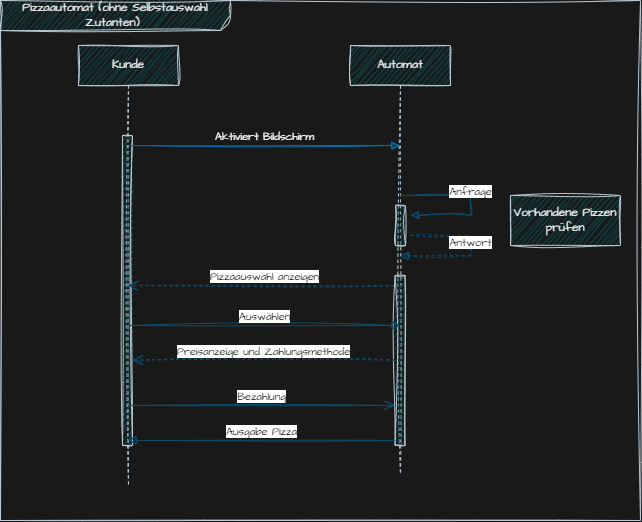 Pizzaautomat (ohne Selbstauswahl
Zutanten)
Kunde
Automat
Aktiviert Bildschirm
Anfrage
Vorhandene Pizzen
prüfen
Antwort
Pizzaauswahl anzeigen
Auswählen
Preisanzeige und Zahlungsmethode
Bezahlung
Ausgabe Pizza